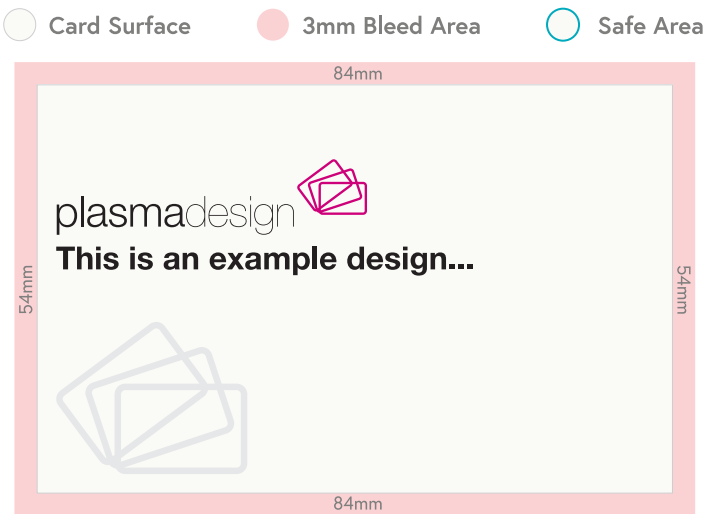 Card Surface
3mm Bleed Area
Safe Area
84mm
plasmadesign
This is an example design...
54mm
54mm
84mm